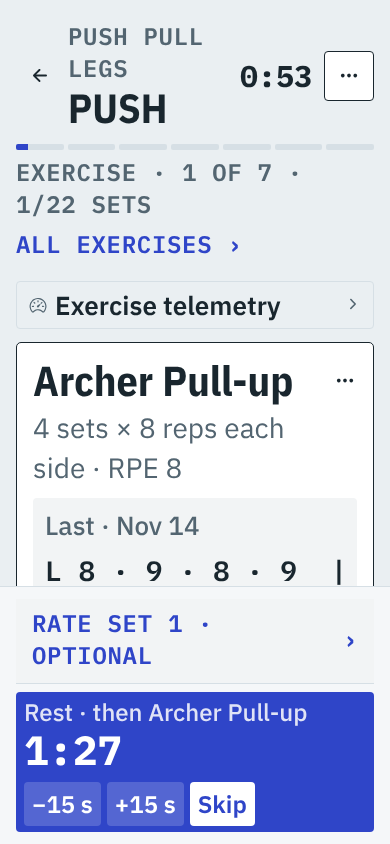 PUSH PULL
LEGS
PUSH
0:53
EXERCISE · 1 OF 7 ·
1/22 SETS
ALL EXERCISES ›
Exercise telemetry
Archer Pull-up
4 sets × 8 reps each
side · RPE 8
Last · Nov 14
L 8 · 9 · 8 · 9 |
RATE SET 1 ·
OPTIONAL ›
Rest · then Archer Pull-up
1:27
−15 s +15 s Skip